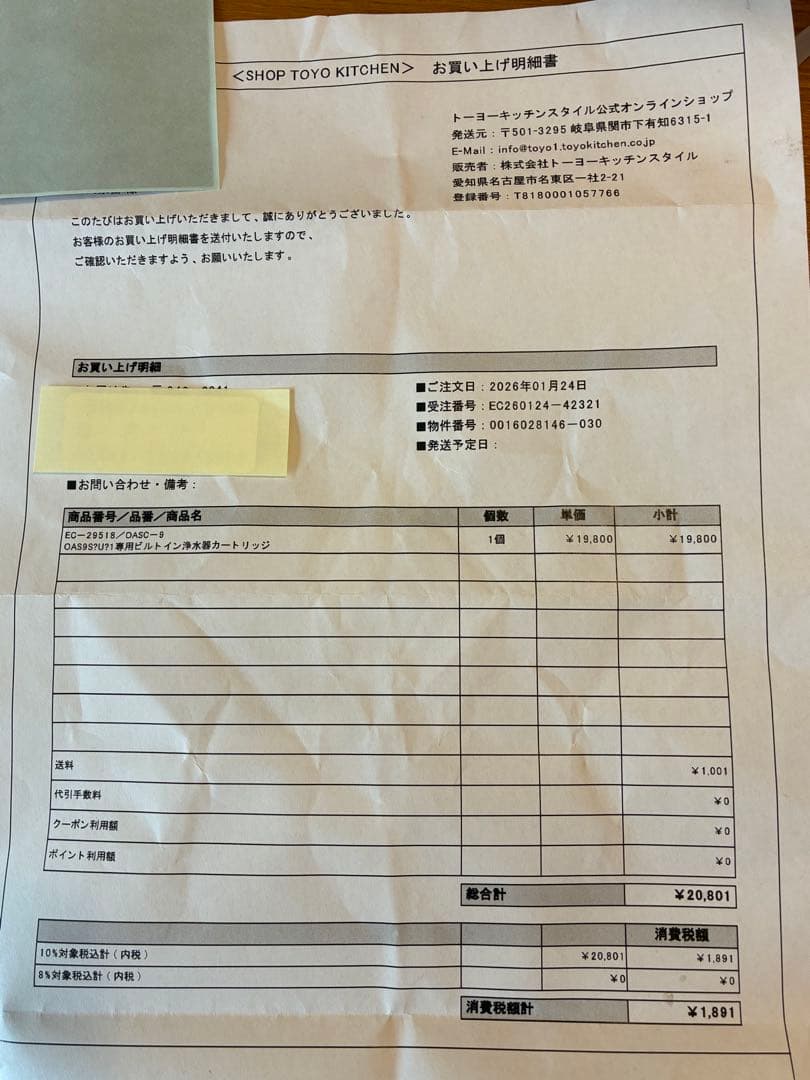 ＜SHOP TOYO KITCHEN＞ お買い上げ明細書
トーヨーキッチンスタイル公式オンラインショップ
発送元：〒501-3295 岐阜県関市下有知6315-1
E-Mail：info@toyo1.toyokitchen.co.jp
販売者：株式会社トーヨーキッチンスタイル
愛知県名古屋市名東区一社2-21
登録番号：T8180001057766
このたびはお買い上げいただきまして、誠にありがとうございました。
お客様のお買い上げ明細書を送付いたしますので、
ご確認いただきますよう、お願いいたします。
お買い上げ明細
■ご注文日：2026年01月24日
■受注番号：EC260124－42321
■物件番号：0016028146－030
■発送予定日：
■お問い合わせ・備考：
商品番号／品番／商品名 個数 単価 小計
EC－29518／OASC－9
OAS9S?U?1専用ビルトイン浄水器カートリッジ 1個 ￥19,800 ￥19,800
送料 ￥1,001
代引手数料 ￥0
クーポン利用額 ￥0
ポイント利用額 ￥0
総合計 ￥20,801
消費税額
10%対象税込計（内税） ￥20,801 ￥1,891
8%対象税込計（内税） ￥0 ￥0
消費税額計 ￥1,891